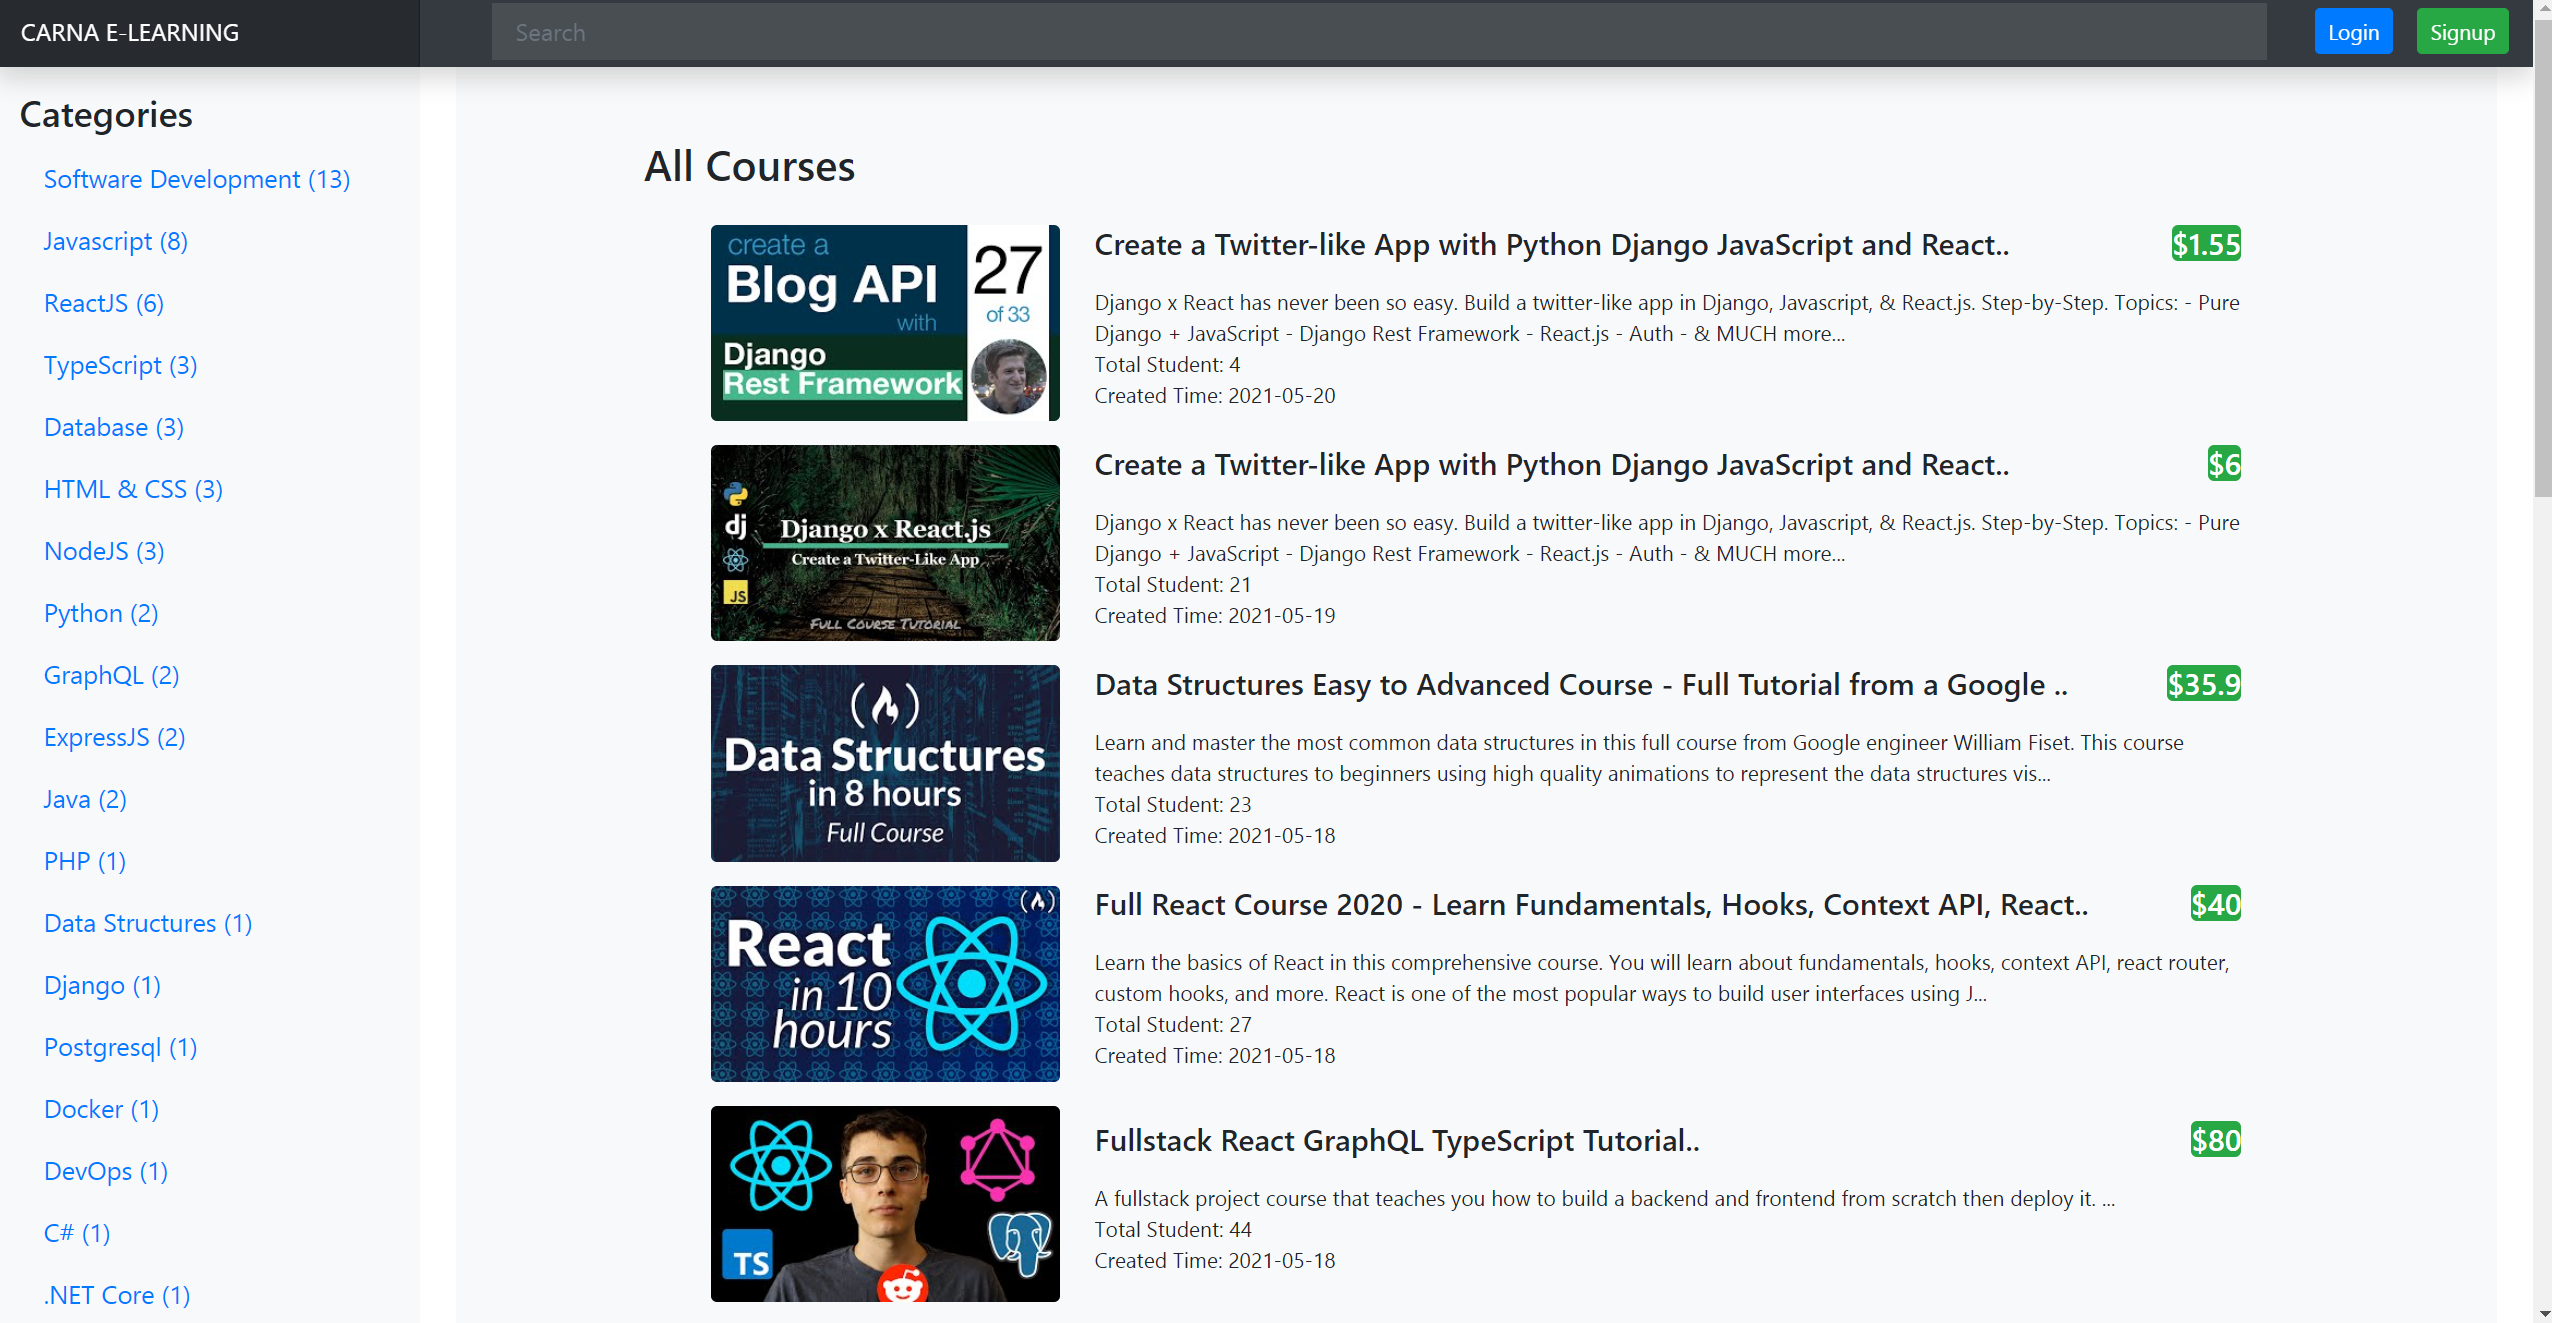 CARNA E-LEARNING
Search
Login
Signup
Categories
Software Development (13)
Javascript (8)
ReactJS (6)
TypeScript (3)
Database (3)
HTML & CSS (3)
NodeJS (3)
Python (2)
GraphQL (2)
ExpressJS (2)
Java (2)
PHP (1)
Data Structures (1)
Django (1)
Postgresql (1)
Docker (1)
DevOps (1)
C# (1)
.NET Core (1)
All Courses
create a
Blog API
with
Django
Rest Framework
27
of 33
Create a Twitter-like App with Python Django JavaScript and React..
$1.55
Django x React has never been so easy. Build a twitter-like app in Django, Javascript, & React.js. Step-by-Step. Topics: - Pure
Django + JavaScript - Django Rest Framework - React.js - Auth - & MUCH more...
Total Student: 4
Created Time: 2021-05-20
dj
JS
Django x React.js
Create a Twitter-Like App
Full Course Tutorial
Create a Twitter-like App with Python Django JavaScript and React..
$6
Django x React has never been so easy. Build a twitter-like app in Django, Javascript, & React.js. Step-by-Step. Topics: - Pure
Django + JavaScript - Django Rest Framework - React.js - Auth - & MUCH more...
Total Student: 21
Created Time: 2021-05-19
Data Structures
in 8 hours
Full Course
Data Structures Easy to Advanced Course - Full Tutorial from a Google ..
$35.9
Learn and master the most common data structures in this full course from Google engineer William Fiset. This course
teaches data structures to beginners using high quality animations to represent the data structures vis...
Total Student: 23
Created Time: 2021-05-18
React
in 10
hours
Full React Course 2020 - Learn Fundamentals, Hooks, Context API, React..
$40
Learn the basics of React in this comprehensive course. You will learn about fundamentals, hooks, context API, react router,
custom hooks, and more. React is one of the most popular ways to build user interfaces using J...
Total Student: 27
Created Time: 2021-05-18
TS
Fullstack React GraphQL TypeScript Tutorial..
$80
A fullstack project course that teaches you how to build a backend and frontend from scratch then deploy it. ...
Total Student: 44
Created Time: 2021-05-18